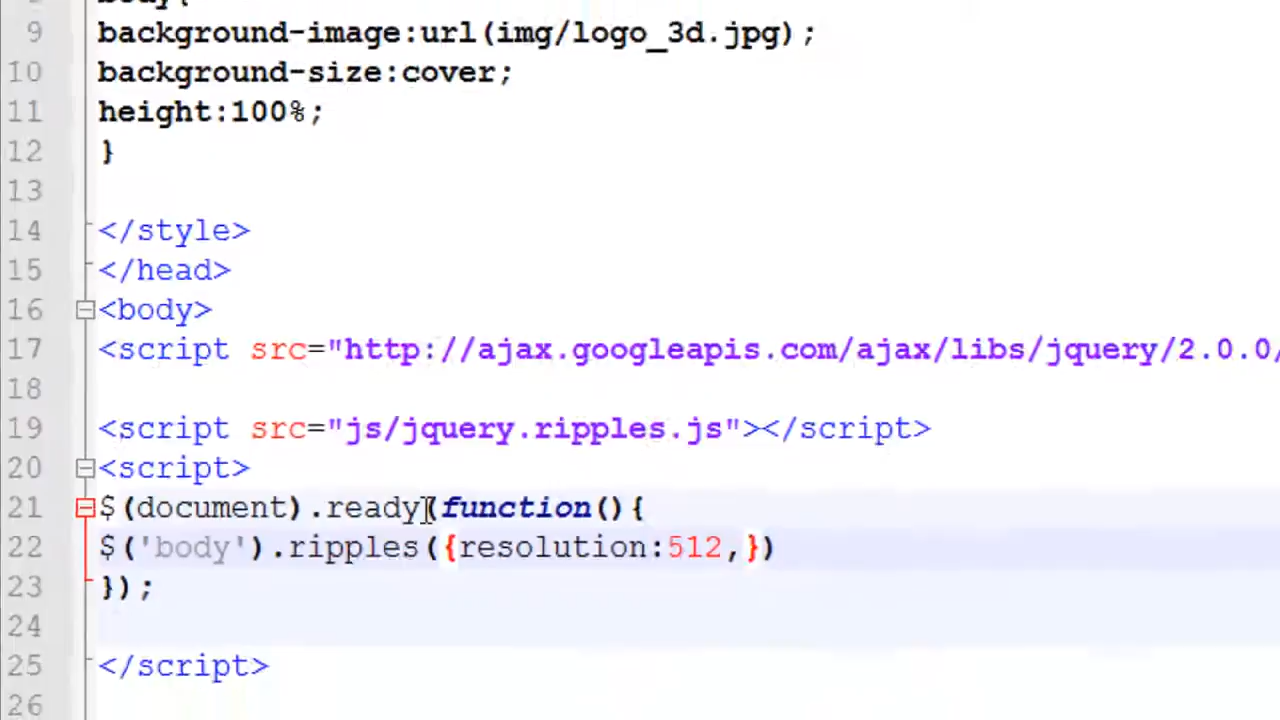 body{
9 background-image:url(img/logo_3d.jpg);
10 background-size:cover;
11 height:100%;
12 }
13
14 </style>
15 </head>
16 <body>
17 <script src="http://ajax.googleapis.com/ajax/libs/jquery/2.0.0/
18
19 <script src="js/jquery.ripples.js"></script>
20 <script>
21 $(document).ready(function(){
22 $('body').ripples({resolution:512,})
23 });
24
25 </script>
26